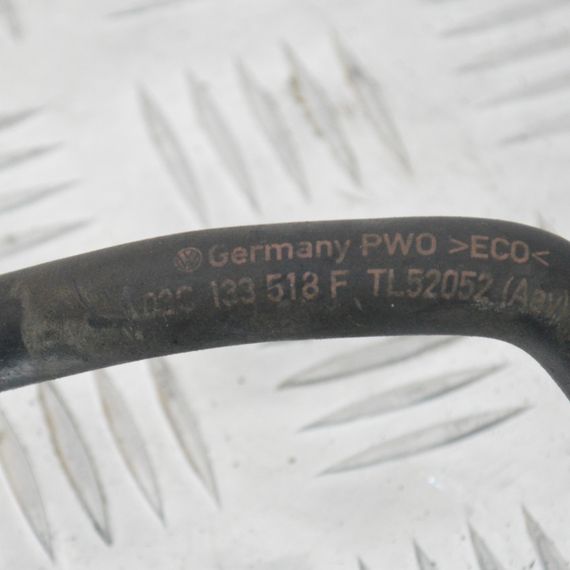 Germany PWO >ECO<
133 518 F TL52052